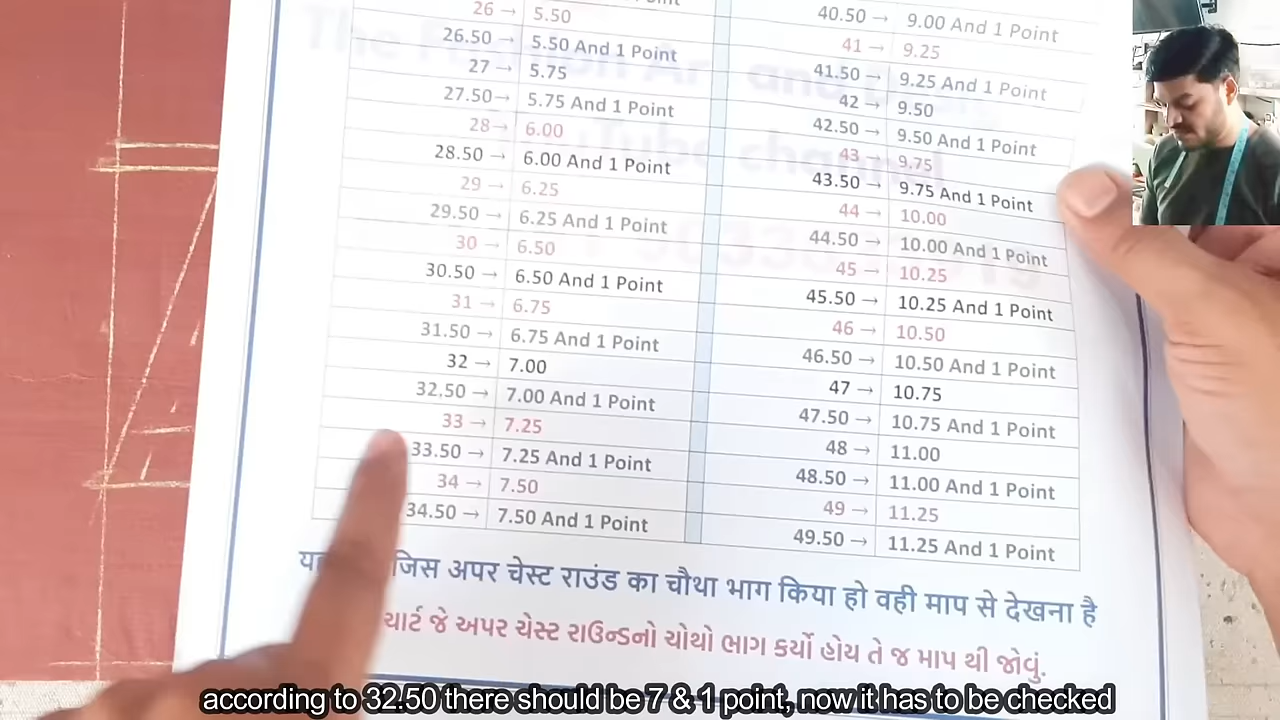 26 → 5.50
26.50 → 5.50 And 1 Point
27 → 5.75
27.50 → 5.75 And 1 Point
28 → 6.00
28.50 → 6.00 And 1 Point
29 → 6.25
29.50 → 6.25 And 1 Point
30 → 6.50
30.50 → 6.50 And 1 Point
31 → 6.75
31.50 → 6.75 And 1 Point
32 → 7.00
32.50 → 7.00 And 1 Point
33 → 7.25
33.50 → 7.25 And 1 Point
34 → 7.50
34.50 → 7.50 And 1 Point
40.50 → 9.00 And 1 Point
41 → 9.25
41.50 → 9.25 And 1 Point
42 → 9.50
42.50 → 9.50 And 1 Point
43 → 9.75
43.50 → 9.75 And 1 Point
44 → 10.00
44.50 → 10.00 And 1 Point
45 → 10.25
45.50 → 10.25 And 1 Point
46 → 10.50
46.50 → 10.50 And 1 Point
47 → 10.75
47.50 → 10.75 And 1 Point
48 → 11.00
48.50 → 11.00 And 1 Point
49 → 11.25
49.50 → 11.25 And 1 Point
जिस अपर चेस्ट राउंड का चौथा भाग किया हो वही माप से देखना है
ચાર્ટ જે અપર ચેસ્ટ રાઉન્ડનો ચોથો ભાગ કર્યો હોય તે જ માપ થી જોવું.
according to 32.50 there should be 7 & 1 point, now it has to be checked